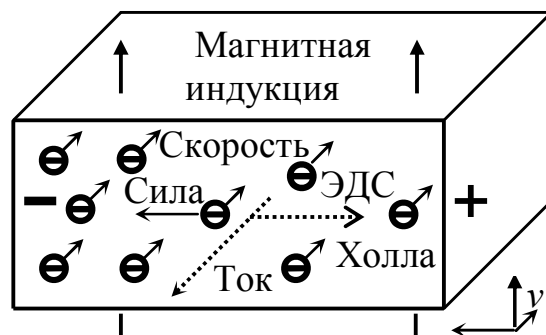 Магнитная
индукция
Скорость
Сила
ЭДС
- +
Холла
Ток
v